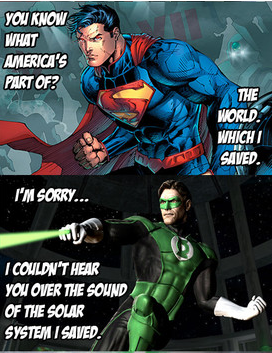 YOU KNOW
WHAT
AMERICA'S
PART OF?
THE
WORLD.
WHICH I
SAVED.
I'M SORRY...
I COULDN'T HEAR
YOU OVER THE SOUND
OF THE SOLAR
SYSTEM I SAVED.